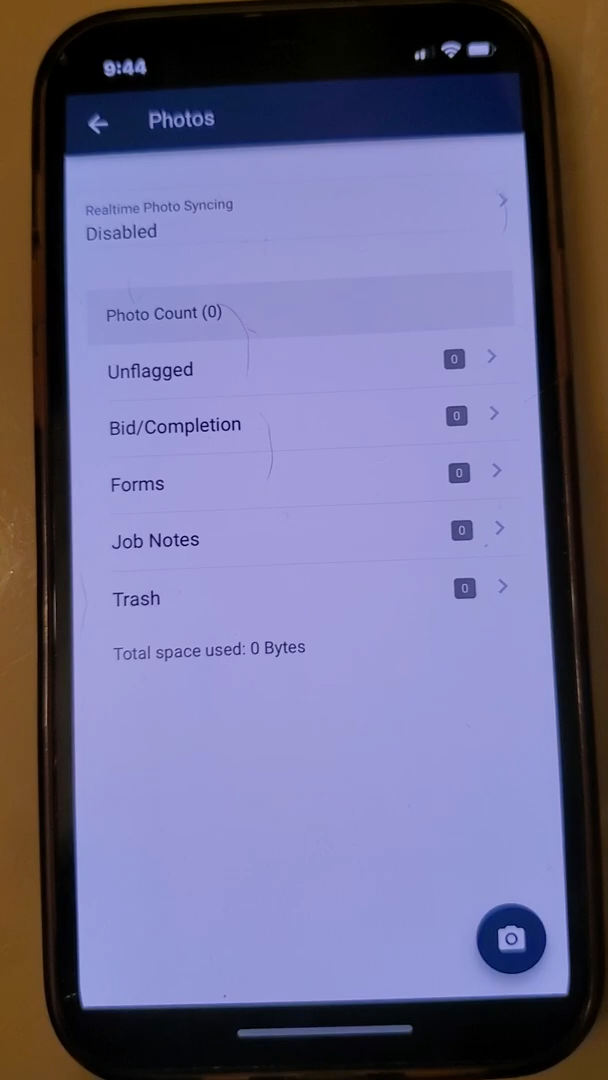 9:44
Photos
Realtime Photo Syncing
Disabled
Photo Count (0)
Unflagged 0
Bid/Completion 0
Forms 0
Job Notes 0
Trash 0
Total space used: 0 Bytes